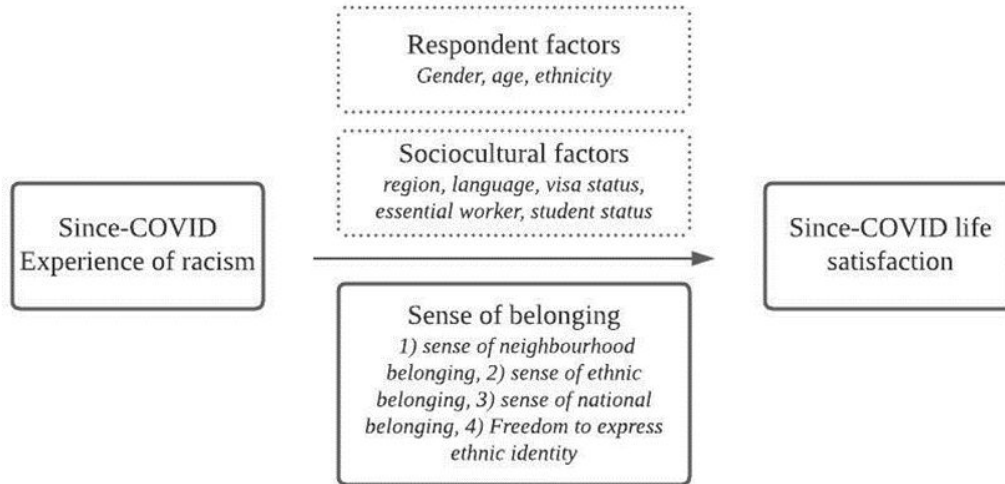 Respondent factors
Gender, age, ethnicity
Sociocultural factors
region, language, visa status,
essential worker, student status
Since-COVID
Experience of racism
Since-COVID life
satisfaction
Sense of belonging
1) sense of neighbourhood
belonging, 2) sense of ethnic
belonging, 3) sense of national
belonging, 4) Freedom to express
ethnic identity